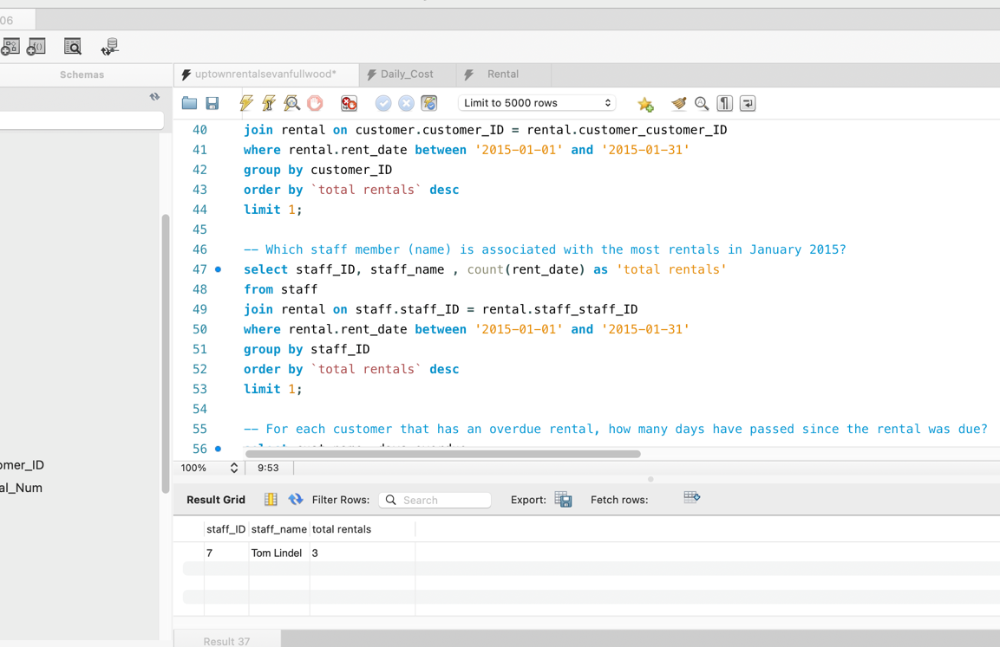 06
Schemas
uptownrentalsevanfullwood* Daily_Cost Rental
Limit to 5000 rows
40 join rental on customer.customer_ID = rental.customer_customer_ID
41 where rental.rent_date between '2015-01-01' and '2015-01-31'
42 group by customer_ID
43 order by `total rentals` desc
44 limit 1;
45
46 -- Which staff member (name) is associated with the most rentals in January 2015?
47 select staff_ID, staff_name , count(rent_date) as 'total rentals'
48 from staff
49 join rental on staff.staff_ID = rental.staff_staff_ID
50 where rental.rent_date between '2015-01-01' and '2015-01-31'
51 group by staff_ID
52 order by `total rentals` desc
53 limit 1;
54
55 -- For each customer that has an overdue rental, how many days have passed since the rental was due?
56
omer_ID
al_Num
100% 9:53
Result Grid Filter Rows: Search Export: Fetch rows:
staff_ID staff_name total rentals
7 Tom Lindel 3
Result 37